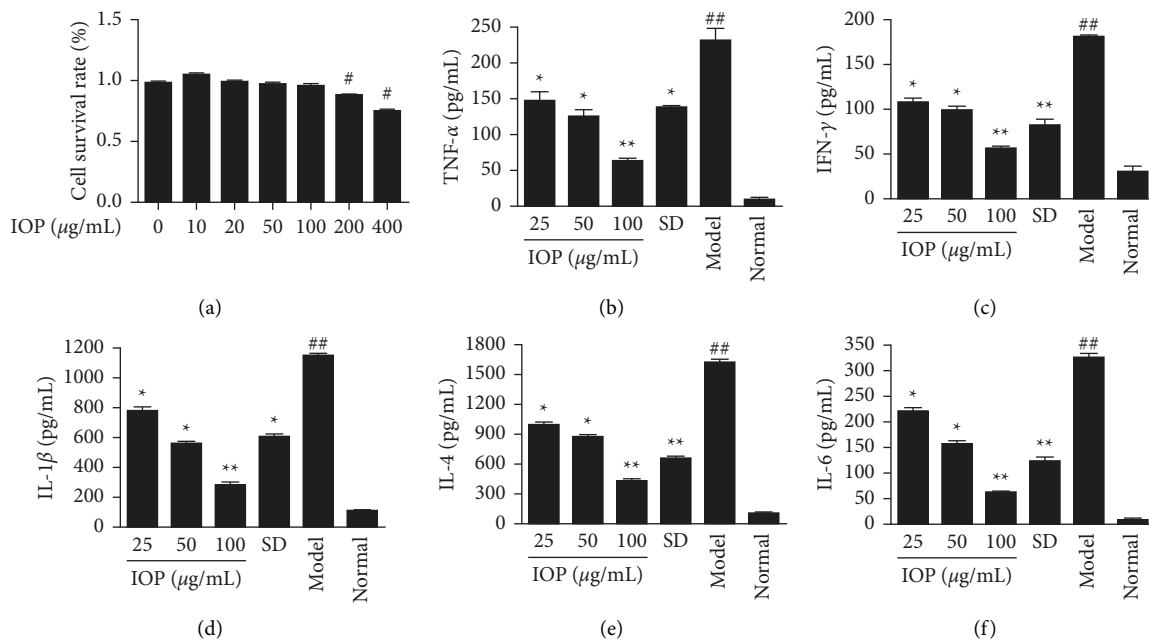 Cell survival rate (%)
1.5
1.0
0.5
0.0
#
#
IOP (μg/mL)
0 10 20 50 100 200 400
(a)
TNF-α (pg/mL)
250
200
150
100
50
0
*
*
**
*
##
25 50 100 SD Model Normal
IOP (μg/mL)
(b)
IFN-γ (pg/mL)
200
150
100
50
0
*
*
**
**
##
25 50 100 SD Model Normal
IOP (μg/mL)
(c)
IL-1β (pg/mL)
1200
1000
800
600
400
200
0
*
*
**
*
##
25 50 100 SD Model Normal
IOP (μg/mL)
(d)
IL-4 (pg/mL)
1800
1500
1200
900
600
300
0
*
*
**
**
##
25 50 100 SD Model Normal
IOP (μg/mL)
(e)
IL-6 (pg/mL)
350
300
250
200
150
100
50
0
*
*
**
**
##
25 50 100 SD Model Normal
IOP (μg/mL)
(f)